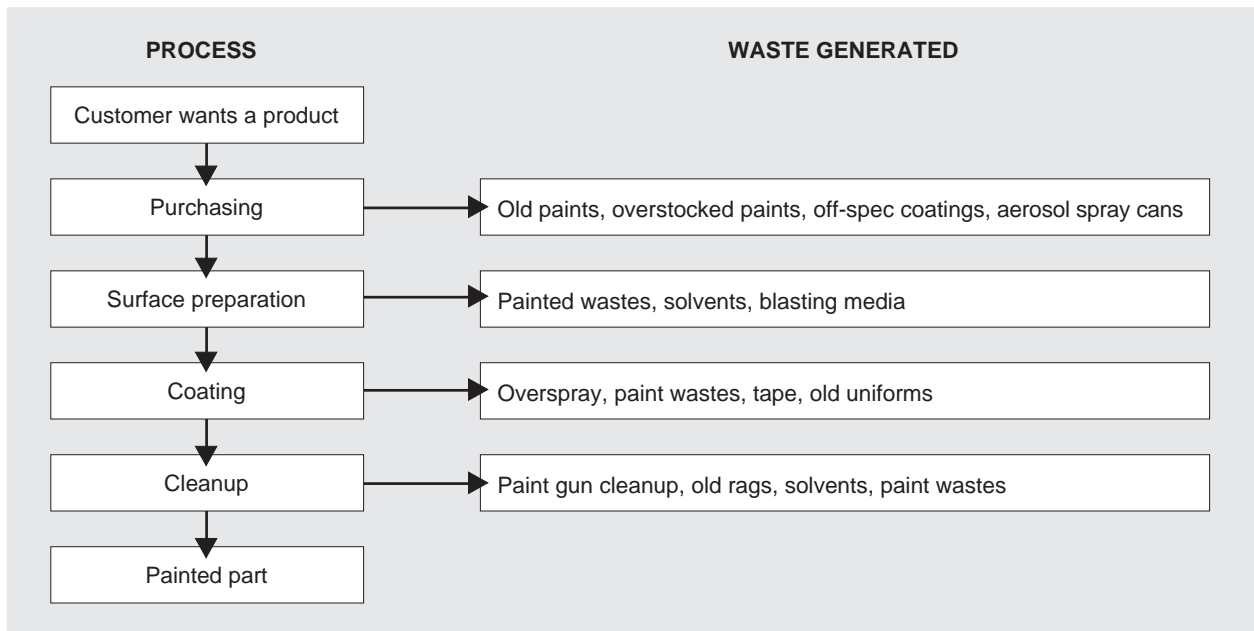 PROCESS
WASTE GENERATED
Customer wants a product
Purchasing
Old paints, overstocked paints, off-spec coatings, aerosol spray cans
Surface preparation
Painted wastes, solvents, blasting media
Coating
Overspray, paint wastes, tape, old uniforms
Cleanup
Paint gun cleanup, old rags, solvents, paint wastes
Painted part